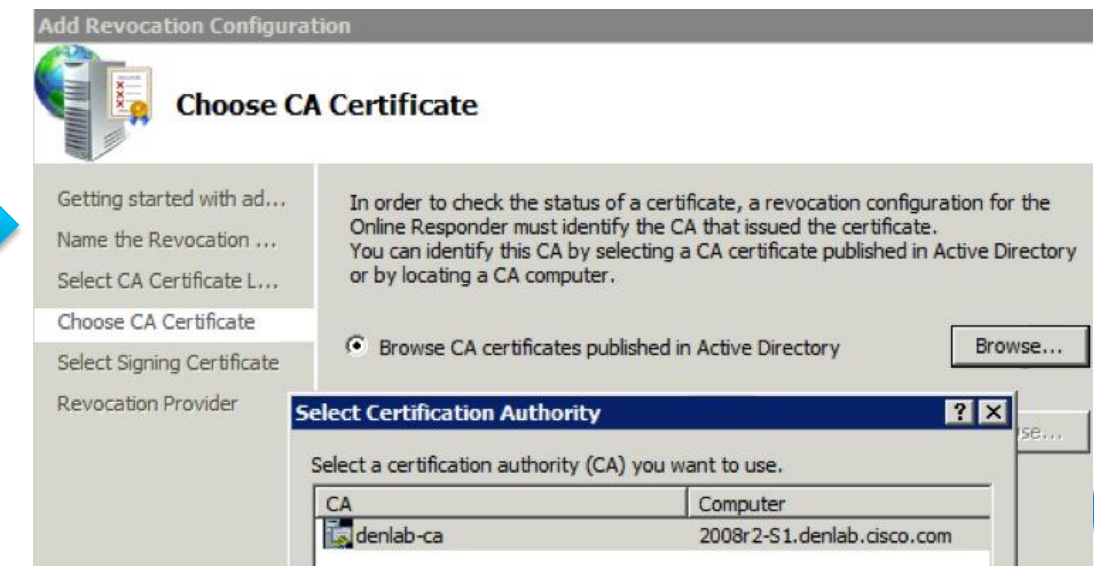 Add Revocation Configuration
Choose CA Certificate
Getting started with ad...
Name the Revocation ...
Select CA Certificate L...
Choose CA Certificate
Select Signing Certificate
Revocation Provider
In order to check the status of a certificate, a revocation configuration for the
Online Responder must identify the CA that issued the certificate.
You can identify this CA by selecting a CA certificate published in Active Directory
or by locating a CA computer.
Browse CA certificates published in Active Directory
Browse...
Select Certification Authority
Select a certification authority (CA) you want to use.
CA Computer
denlab-ca 2008r2-S1.denlab.cisco.com